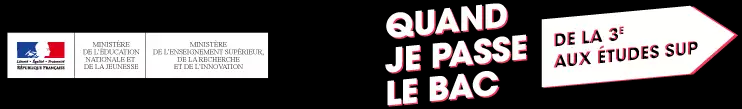 Liberté • Égalité • Fraternité
RÉPUBLIQUE FRANÇAISE
MINISTÈRE
DE L'ÉDUCATION
NATIONALE ET
DE LA JEUNESSE
MINISTÈRE
DE L'ENSEIGNEMENT SUPÉRIEUR,
DE LA RECHERCHE
ET DE L'INNOVATION
QUAND
JE PASSE
LE BAC
DE LA 3E
AUX ÉTUDES SUP